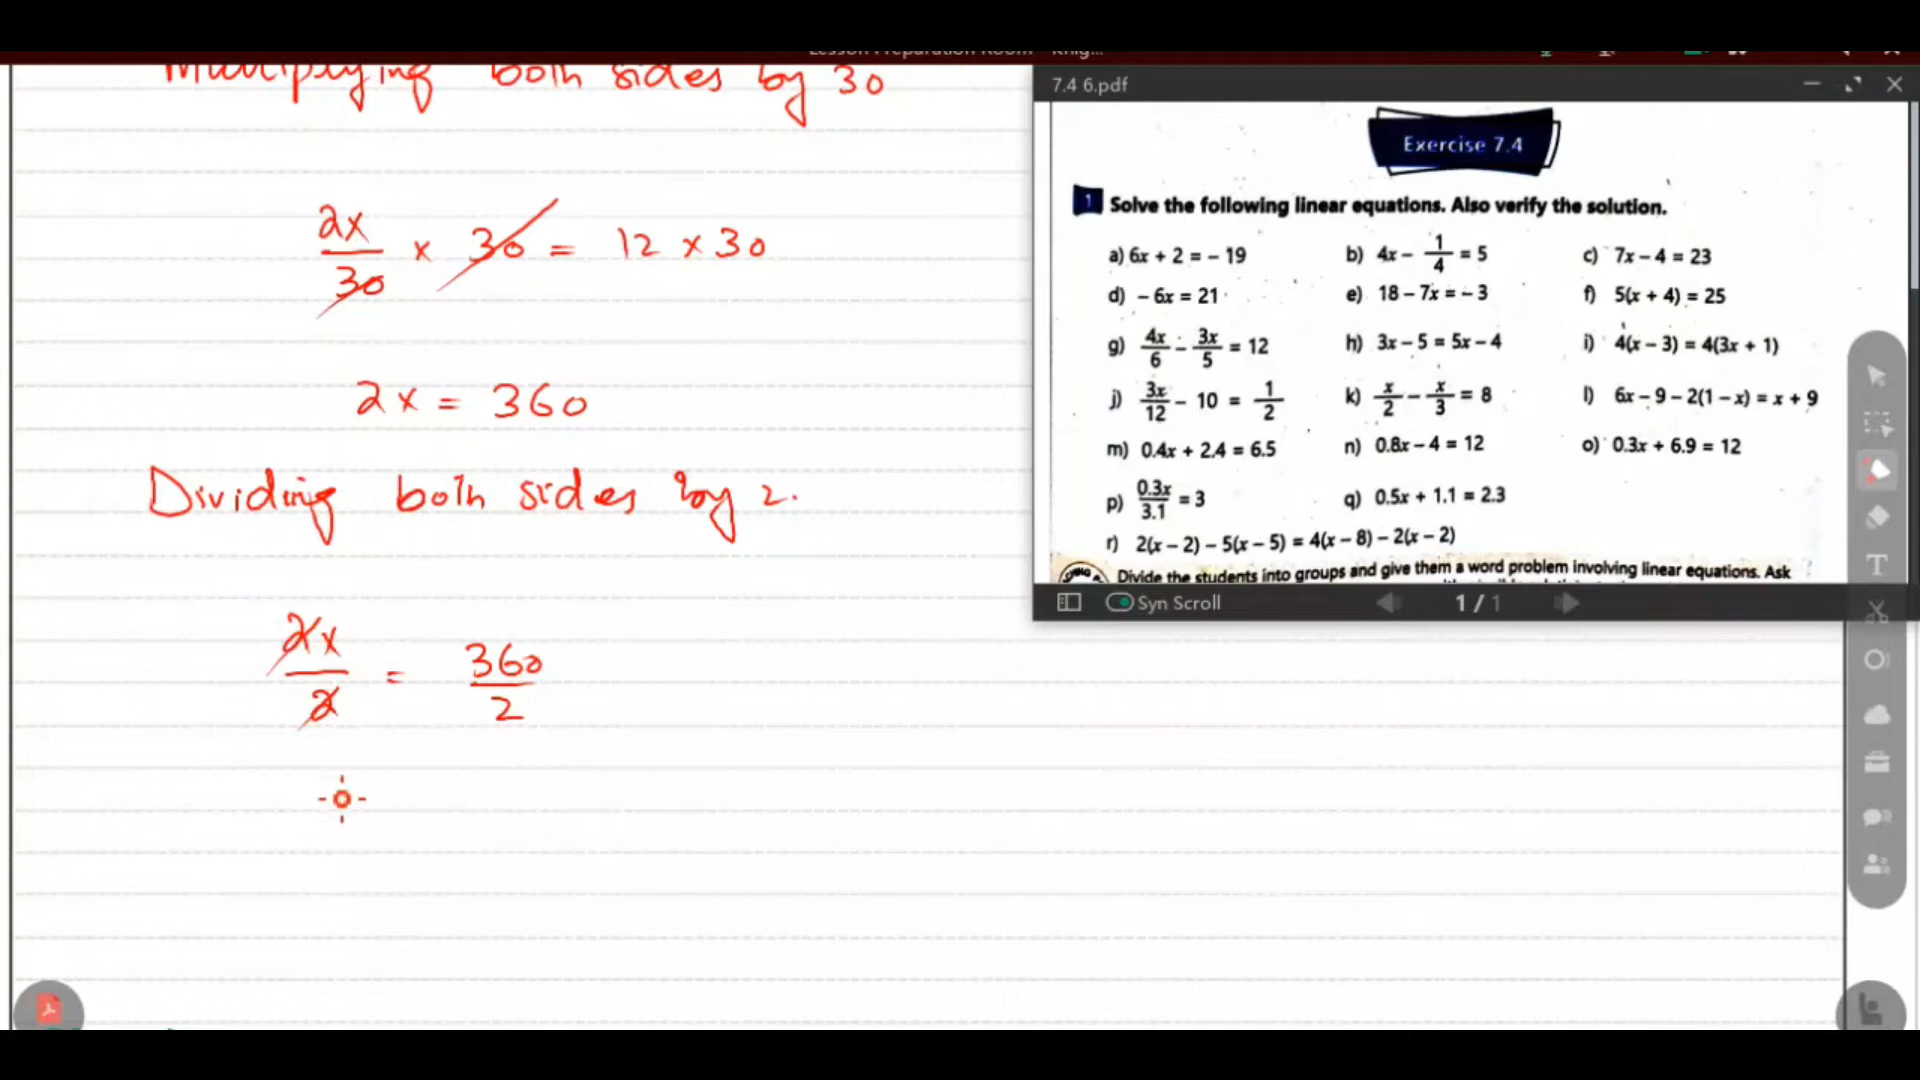 Lesson Preparation Room - Knig...
Multiplying both sides by 30
2x/30 × 30 = 12 × 30
2x = 360
Dividing both sides by 2.
2x/2 = 360/2
7.4 6.pdf
Exercise 7.4
1 Solve the following linear equations. Also verify the solution.
a) 6x + 2 = – 19 b) 4x – 1/4 = 5 c) 7x – 4 = 23
d) – 6x = 21 e) 18 – 7x = – 3 f) 5(x + 4) = 25
g) 4x/6 – 3x/5 = 12 h) 3x – 5 = 5x – 4 i) 4(x – 3) = 4(3x + 1)
j) 3x/12 – 10 = 1/2 k) x/2 – x/3 = 8 l) 6x – 9 – 2(1 – x) = x + 9
m) 0.4x + 2.4 = 6.5 n) 0.8x – 4 = 12 o) 0.3x + 6.9 = 12
p) 0.3x/3.1 = 3 q) 0.5x + 1.1 = 2.3
r) 2(x – 2) – 5(x – 5) = 4(x – 8) – 2(x – 2)
Divide the students into groups and give them a word problem involving linear equations. Ask
Syn Scroll 1 / 1
T